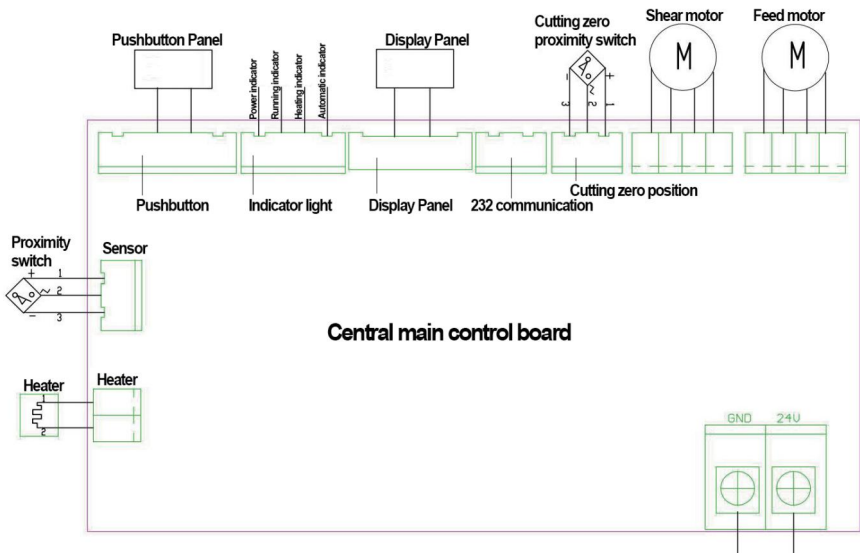 Pushbutton Panel
Power indicator
Running indicator
Heating indicator
Automatic indicator
Display Panel
Cutting zero
proximity switch
- +
3 2 1
Shear motor
M
Feed motor
M
Pushbutton
Indicator light
Display Panel
232 communication
Cutting zero position
Proximity
switch
+ 1
2
- 3
Sensor
Central main control board
Heater
1
2
Heater
GND 24V